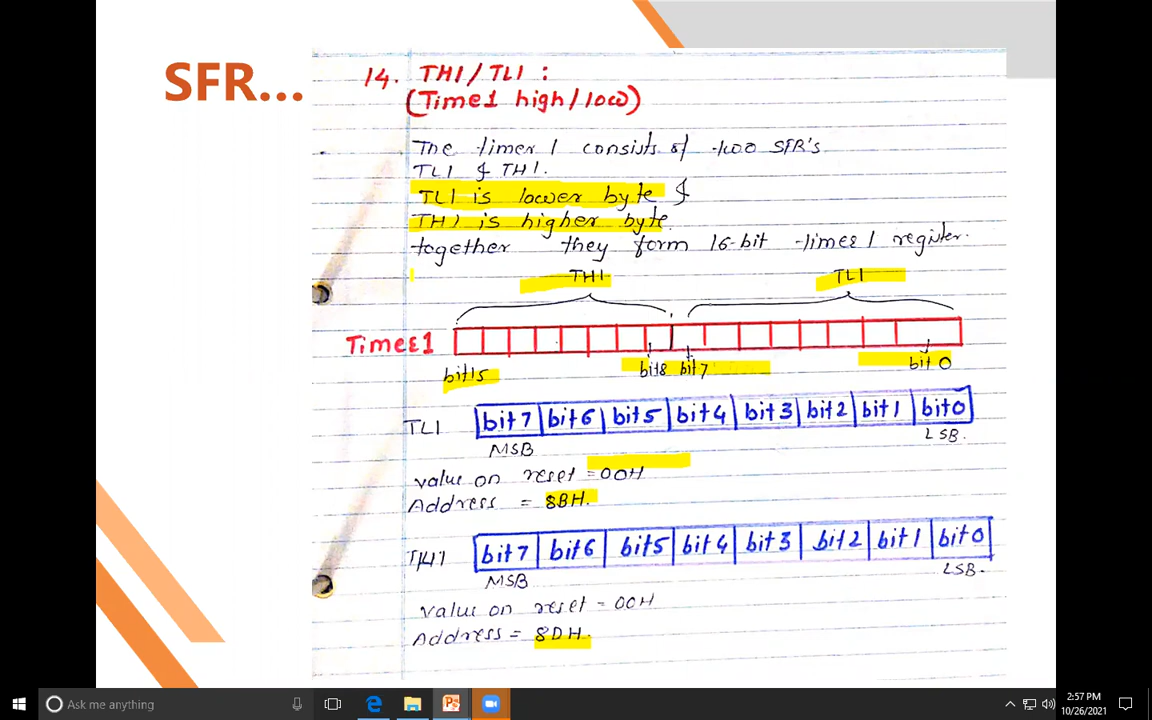 SFR...
14. TH1/TL1 :
(Time1 high/low)
The timer 1 consists of two SFR's
TL1 & TH1.
TL1 is lower byte &
TH1 is higher byte.
together they form 16-bit timer 1 register.
TH1 TL1
Timer1
bit15 bit8 bit7 bit 0
TL1 bit7 bit6 bit5 bit4 bit3 bit2 bit1 bit0
MSB LSB.
value on reset = 00H
Address = 8BH.
TH1 bit7 bit6 bit5 bit4 bit3 bit2 bit1 bit0
MSB LSB.
value on reset = 00H
Address = 8DH.
Ask me anything
2:57 PM
10/26/2021